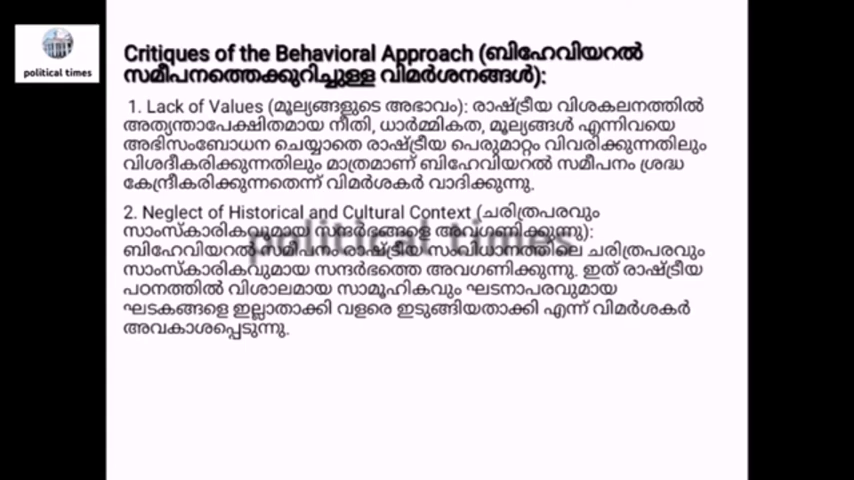 political times
Critiques of the Behavioral Approach (ബിഹേവിയറൽ
സമീപനത്തെക്കുറിച്ചുള്ള വിമർശനങ്ങൾ):
1. Lack of Values (മൂല്യങ്ങളുടെ അഭാവം): രാഷ്ട്രീയ വിശകലനത്തിൽ
അത്യന്താപേക്ഷിതമായ നീതി, ധാർമ്മികത, മൂല്യങ്ങൾ എന്നിവയെ
അഭിസംബോധന ചെയ്യാതെ രാഷ്ട്രീയ പെരുമാറ്റം വിവരിക്കുന്നതിലും
വിശദീകരിക്കുന്നതിലും മാത്രമാണ് ബിഹേവിയറൽ സമീപനം ശ്രദ്ധ
കേന്ദ്രീകരിക്കുന്നതെന്ന് വിമർശകർ വാദിക്കുന്നു.
2. Neglect of Historical and Cultural Context (ചരിത്രപരവും
സാംസ്കാരികവുമായ സന്ദർഭങ്ങളെ അവഗണിക്കുന്നു):
political times
ബിഹേവിയറൽ സമീപനം രാഷ്ട്രീയ സംവിധാനത്തിലെ ചരിത്രപരവും
സാംസ്കാരികവുമായ സന്ദർഭത്തെ അവഗണിക്കുന്നു. ഇത് രാഷ്ട്രീയ
പഠനത്തിൽ വിശാലമായ സാമൂഹികവും ഘടനാപരവുമായ
ഘടകങ്ങളെ ഇല്ലാതാക്കി വളരെ ഇടുങ്ങിയതാക്കി എന്ന് വിമർശകർ
അവകാശപ്പെടുന്നു.